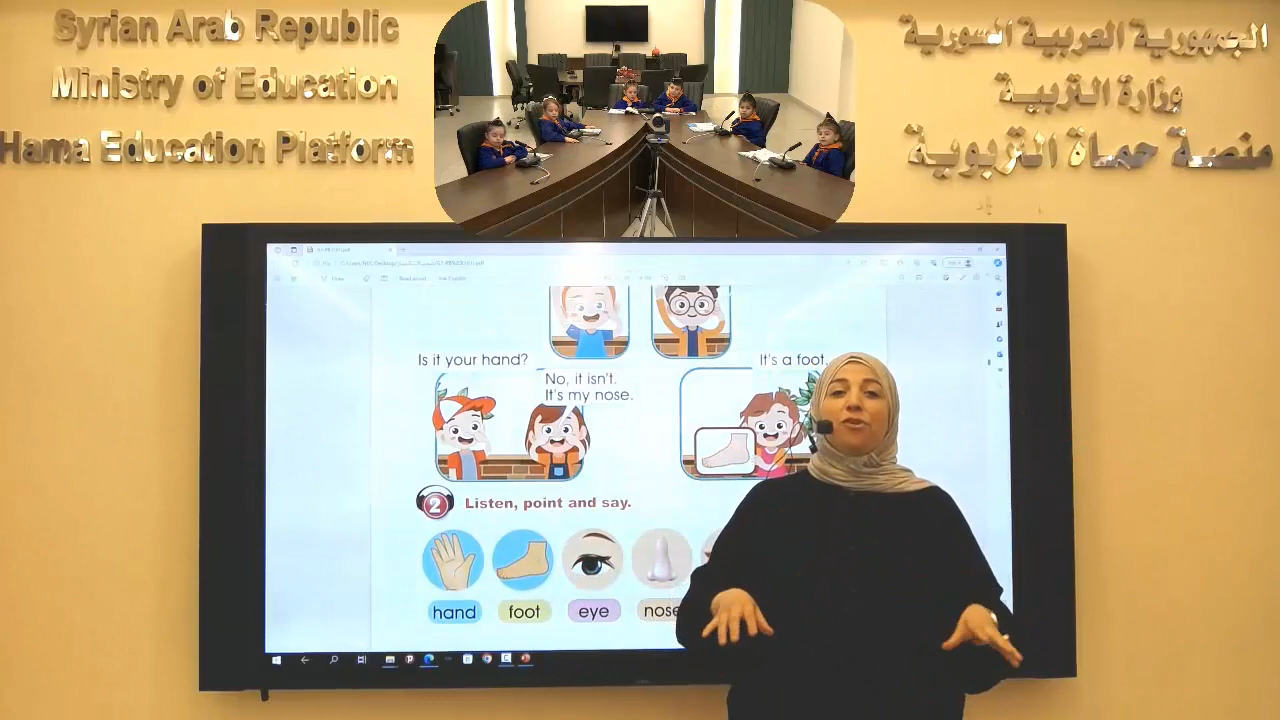 Syrian Arab Republic
Ministry of Education
Hama Education Platform
الجمهورية العربية السورية
وزارة التربية
منصة حماة التربوية
Is it your hand?
No, it isn't.
It's my nose.
It's a foot.
2 Listen, point and say.
hand foot eye nose